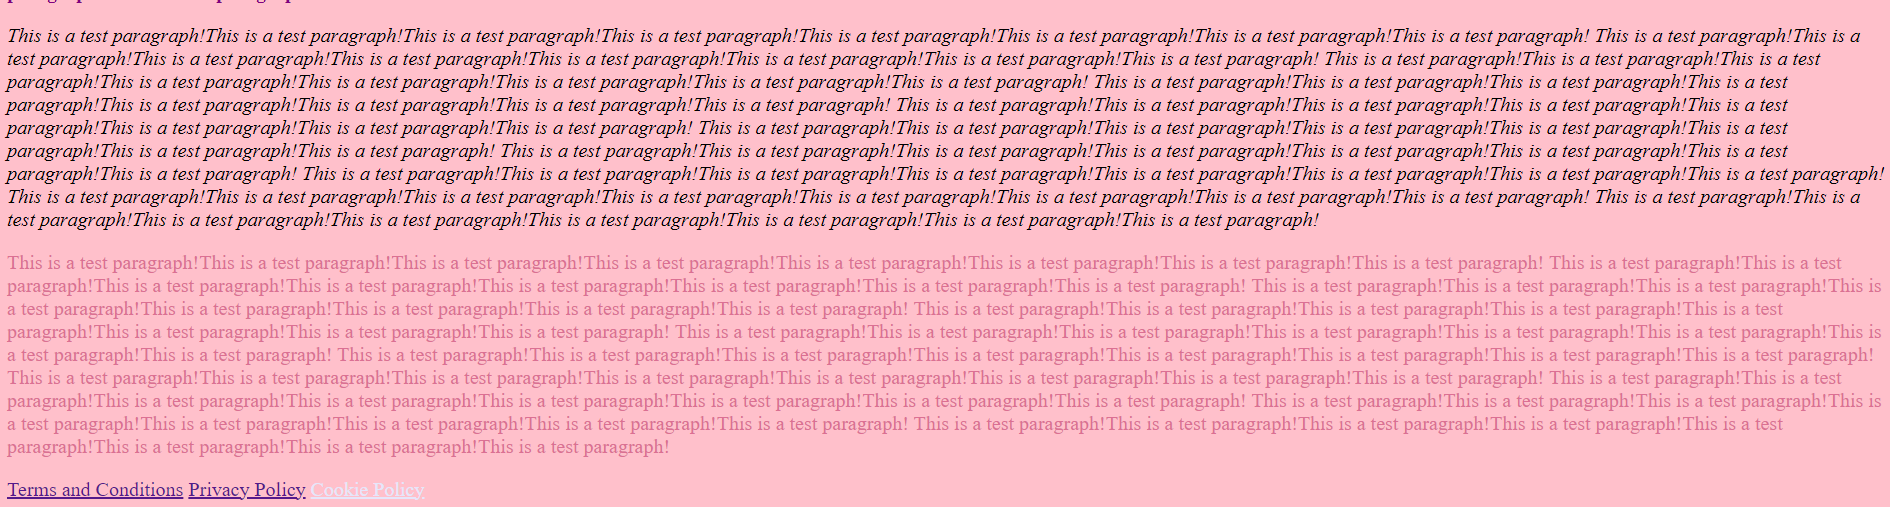 This is a test paragraph!This is a test paragraph!This is a test paragraph!This is a test paragraph!This is a test paragraph!This is a test paragraph!This is a test paragraph!This is a test paragraph! This is a test paragraph!This is a
test paragraph!This is a test paragraph!This is a test paragraph!This is a test paragraph!This is a test paragraph!This is a test paragraph!This is a test paragraph! This is a test paragraph!This is a test paragraph!This is a test
paragraph!This is a test paragraph!This is a test paragraph!This is a test paragraph!This is a test paragraph!This is a test paragraph! This is a test paragraph!This is a test paragraph!This is a test paragraph!This is a test
paragraph!This is a test paragraph!This is a test paragraph!This is a test paragraph!This is a test paragraph! This is a test paragraph!This is a test paragraph!This is a test paragraph!This is a test paragraph!This is a test
paragraph!This is a test paragraph!This is a test paragraph!This is a test paragraph! This is a test paragraph!This is a test paragraph!This is a test paragraph!This is a test paragraph!This is a test paragraph!This is a test
paragraph!This is a test paragraph!This is a test paragraph! This is a test paragraph!This is a test paragraph!This is a test paragraph!This is a test paragraph!This is a test paragraph!This is a test paragraph!This is a test
paragraph!This is a test paragraph! This is a test paragraph!This is a test paragraph!This is a test paragraph!This is a test paragraph!This is a test paragraph!This is a test paragraph!This is a test paragraph!This is a test paragraph!
This is a test paragraph!This is a test paragraph!This is a test paragraph!This is a test paragraph!This is a test paragraph!This is a test paragraph!This is a test paragraph!This is a test paragraph! This is a test paragraph!This is a
test paragraph!This is a test paragraph!This is a test paragraph!This is a test paragraph!This is a test paragraph!This is a test paragraph!This is a test paragraph!
This is a test paragraph!This is a test paragraph!This is a test paragraph!This is a test paragraph!This is a test paragraph!This is a test paragraph!This is a test paragraph!This is a test paragraph! This is a test paragraph!This is a test
paragraph!This is a test paragraph!This is a test paragraph!This is a test paragraph!This is a test paragraph!This is a test paragraph!This is a test paragraph! This is a test paragraph!This is a test paragraph!This is a test paragraph!This is
a test paragraph!This is a test paragraph!This is a test paragraph!This is a test paragraph!This is a test paragraph! This is a test paragraph!This is a test paragraph!This is a test paragraph!This is a test paragraph!This is a test
paragraph!This is a test paragraph!This is a test paragraph!This is a test paragraph! This is a test paragraph!This is a test paragraph!This is a test paragraph!This is a test paragraph!This is a test paragraph!This is a test paragraph!This is
a test paragraph!This is a test paragraph! This is a test paragraph!This is a test paragraph!This is a test paragraph!This is a test paragraph!This is a test paragraph!This is a test paragraph!This is a test paragraph!This is a test paragraph!
This is a test paragraph!This is a test paragraph!This is a test paragraph!This is a test paragraph!This is a test paragraph!This is a test paragraph!This is a test paragraph!This is a test paragraph! This is a test paragraph!This is a test
paragraph!This is a test paragraph!This is a test paragraph!This is a test paragraph!This is a test paragraph!This is a test paragraph!This is a test paragraph! This is a test paragraph!This is a test paragraph!This is a test paragraph!This is
a test paragraph!This is a test paragraph!This is a test paragraph!This is a test paragraph!This is a test paragraph! This is a test paragraph!This is a test paragraph!This is a test paragraph!This is a test paragraph!This is a test
paragraph!This is a test paragraph!This is a test paragraph!This is a test paragraph!
Terms and Conditions Privacy Policy Cookie Policy